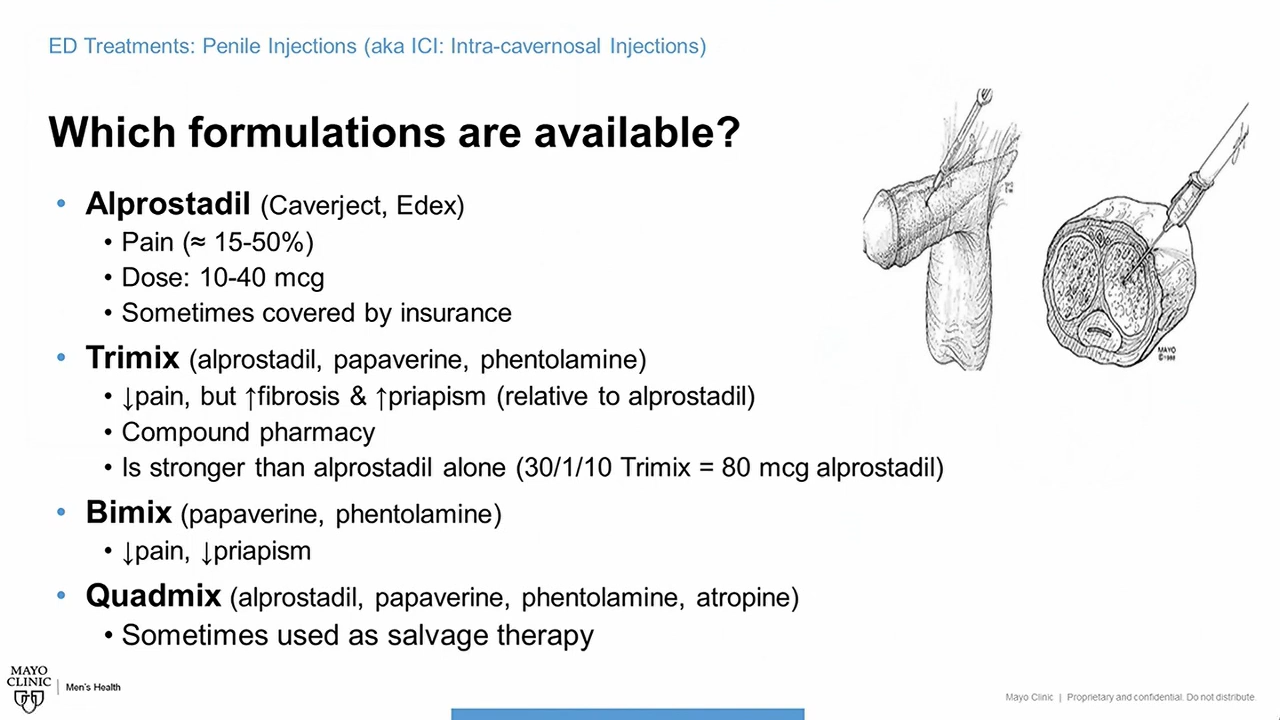 ED Treatments: Penile Injections (aka ICI: Intra-cavernosal Injections)
Which formulations are available?
• Alprostadil (Caverject, Edex)
• Pain (≈ 15-50%)
• Dose: 10-40 mcg
• Sometimes covered by insurance
• Trimix (alprostadil, papaverine, phentolamine)
• ↓pain, but ↑fibrosis & ↑priapism (relative to alprostadil)
• Compound pharmacy
• Is stronger than alprostadil alone (30/1/10 Trimix = 80 mcg alprostadil)
• Bimix (papaverine, phentolamine)
• ↓pain, ↓priapism
• Quadmix (alprostadil, papaverine, phentolamine, atropine)
• Sometimes used as salvage therapy
MAYO
MAYO
CLINIC
Men's Health
Mayo Clinic | Proprietary and confidential. Do not distribute.